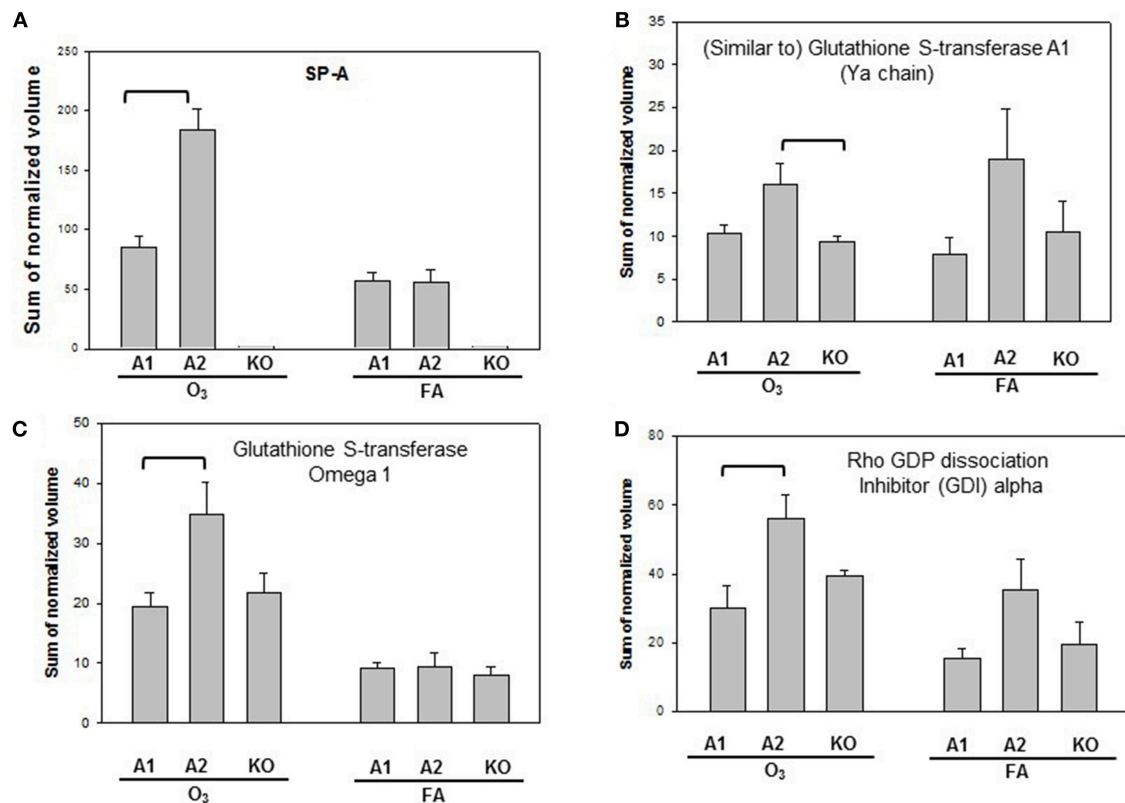 A
SP-A
Sum of normalized volume
250
200
150
100
50
0
A1 A2 KO A1 A2 KO
O₃ FA
B
(Similar to) Glutathione S-transferase A1
(Ya chain)
Sum of normalized volume
35
30
25
20
15
10
5
0
A1 A2 KO A1 A2 KO
O₃ FA
C
Glutathione S-transferase
Omega 1
Sum of normalized volume
50
40
30
20
10
0
A1 A2 KO A1 A2 KO
O₃ FA
D
Rho GDP dissociation
Inhibitor (GDI) alpha
Sum of normalized volume
80
60
40
20
0
A1 A2 KO A1 A2 KO
O₃ FA